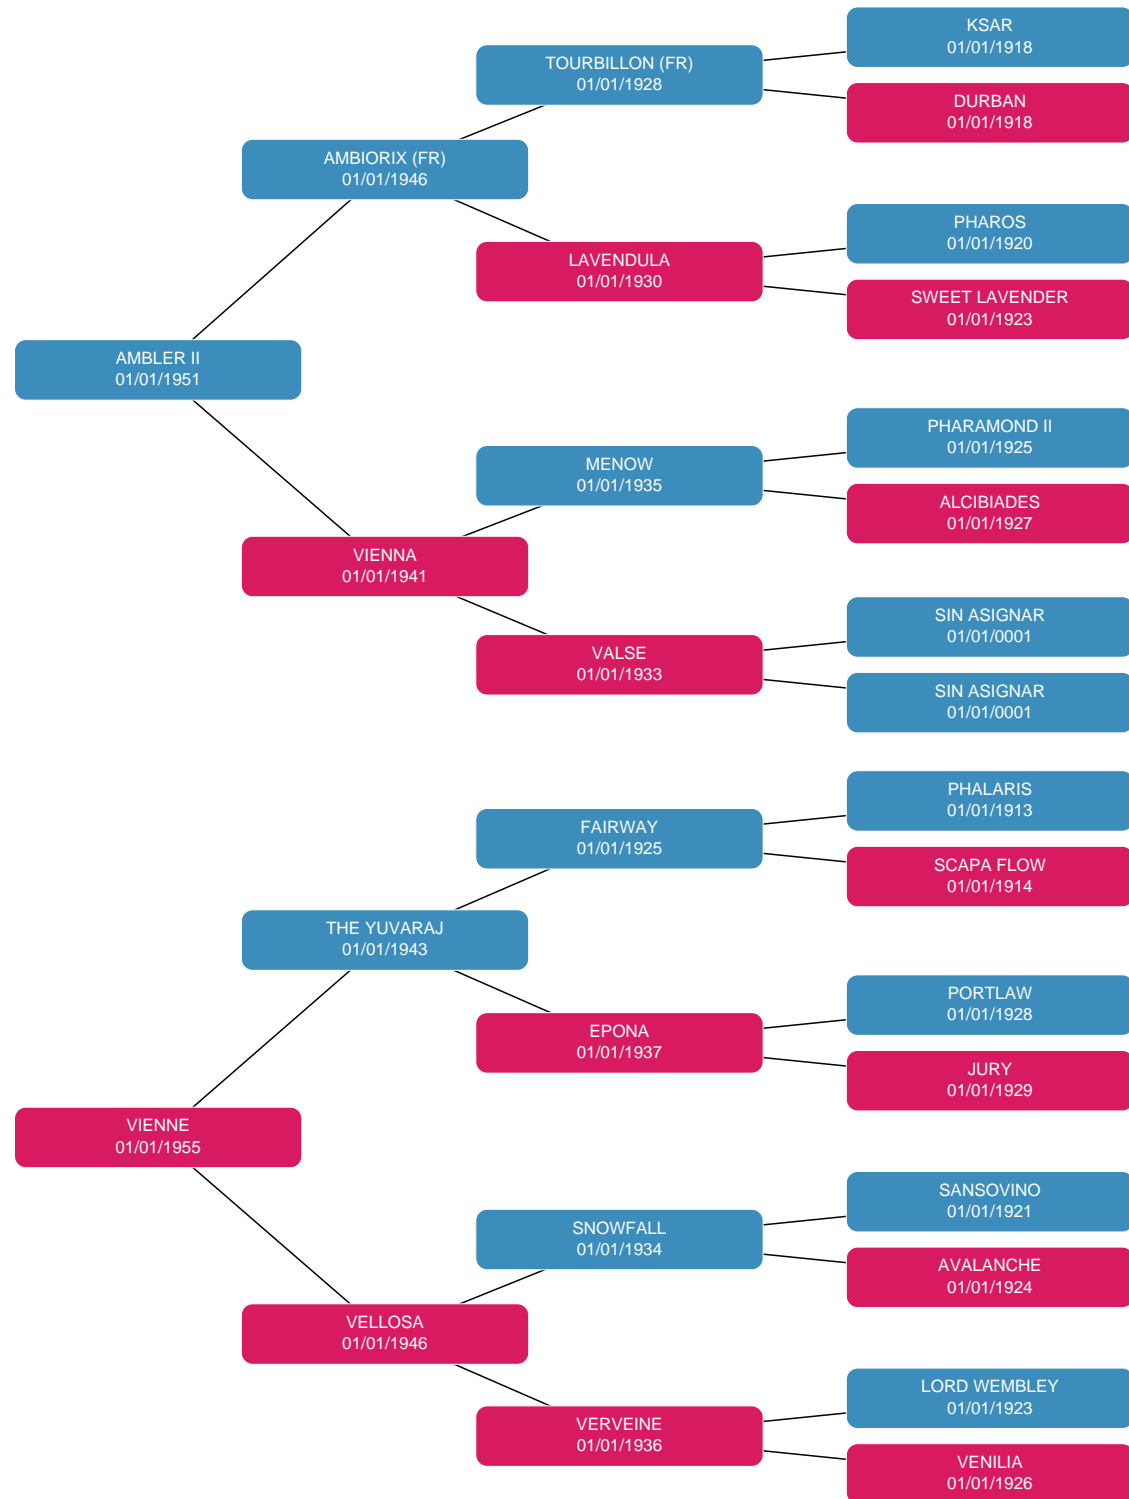 KSAR
01/01/1918
TOURBILLON (FR)
01/01/1928
DURBAN
01/01/1918
AMBIORIX (FR)
01/01/1946
PHAROS
01/01/1920
LAVENDULA
01/01/1930
SWEET LAVENDER
01/01/1923
AMBLER II
01/01/1951
PHARAMOND II
01/01/1925
MENOW
01/01/1935
ALCIBIADES
01/01/1927
VIENNA
01/01/1941
SIN ASIGNAR
01/01/0001
VALSE
01/01/1933
SIN ASIGNAR
01/01/0001
PHALARIS
01/01/1913
FAIRWAY
01/01/1925
SCAPA FLOW
01/01/1914
THE YUVARAJ
01/01/1943
PORTLAW
01/01/1928
EPONA
01/01/1937
JURY
01/01/1929
VIENNE
01/01/1955
SANSOVINO
01/01/1921
SNOWFALL
01/01/1934
AVALANCHE
01/01/1924
VELLOSA
01/01/1946
LORD WEMBLEY
01/01/1923
VERVEINE
01/01/1936
VENILIA
01/01/1926